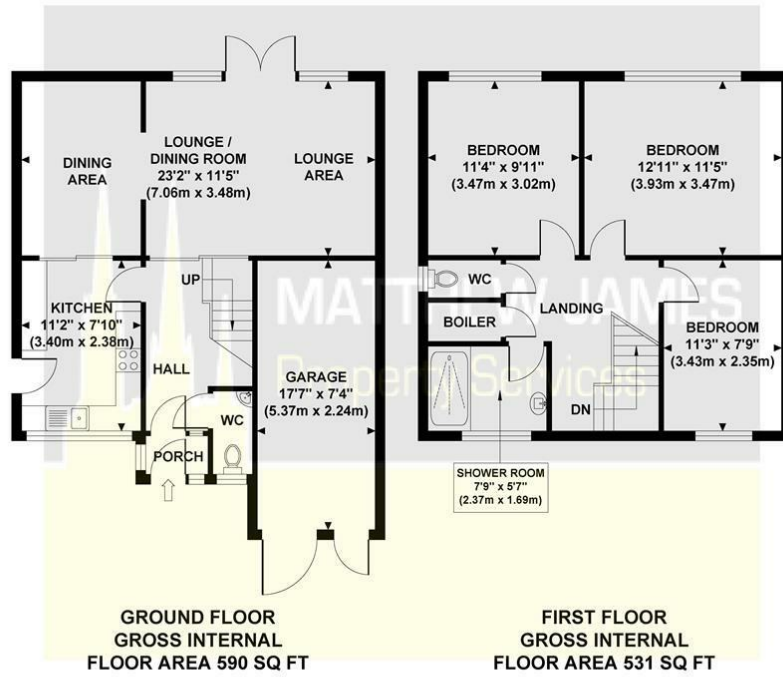 LOUNGE /
DINING ROOM
23'2" x 11'5"
(7.06m x 3.48m)
DINING
AREA
LOUNGE
AREA
KITCHEN
11'2" x 7'10"
(3.40m x 2.38m)
UP
HALL
WC
PORCH
GARAGE
17'7" x 7'4"
(5.37m x 2.24m)
GROUND FLOOR
GROSS INTERNAL
FLOOR AREA 590 SQ FT
BEDROOM
11'4" x 9'11"
(3.47m x 3.02m)
BEDROOM
12'11" x 11'5"
(3.93m x 3.47m)
WC
BOILER
LANDING
BEDROOM
11'3" x 7'9"
(3.43m x 2.35m)
DN
SHOWER ROOM
7'9" x 5'7"
(2.37m x 1.69m)
FIRST FLOOR
GROSS INTERNAL
FLOOR AREA 531 SQ FT
MATTHEW JAMES
Property Services